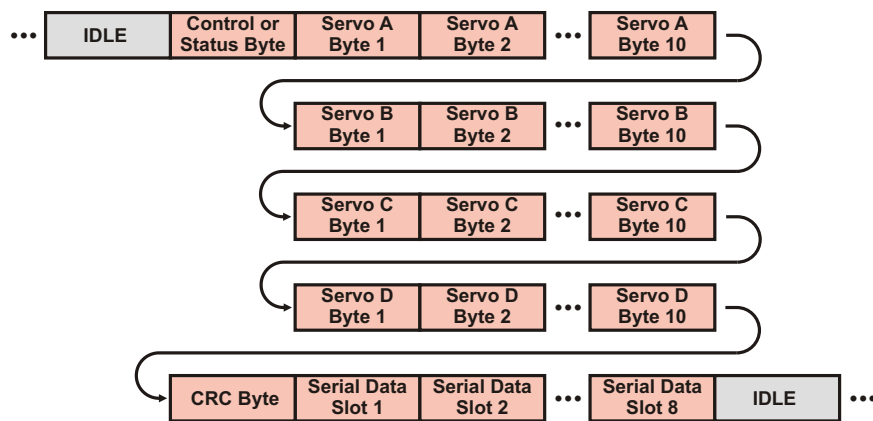 ••• IDLE Control or Status Byte Servo A Byte 1 Servo A Byte 2 ••• Servo A Byte 10
Servo B Byte 1 Servo B Byte 2 ••• Servo B Byte 10
Servo C Byte 1 Servo C Byte 2 ••• Servo C Byte 10
Servo D Byte 1 Servo D Byte 2 ••• Servo D Byte 10
CRC Byte Serial Data Slot 1 Serial Data Slot 2 ••• Serial Data Slot 8 IDLE •••